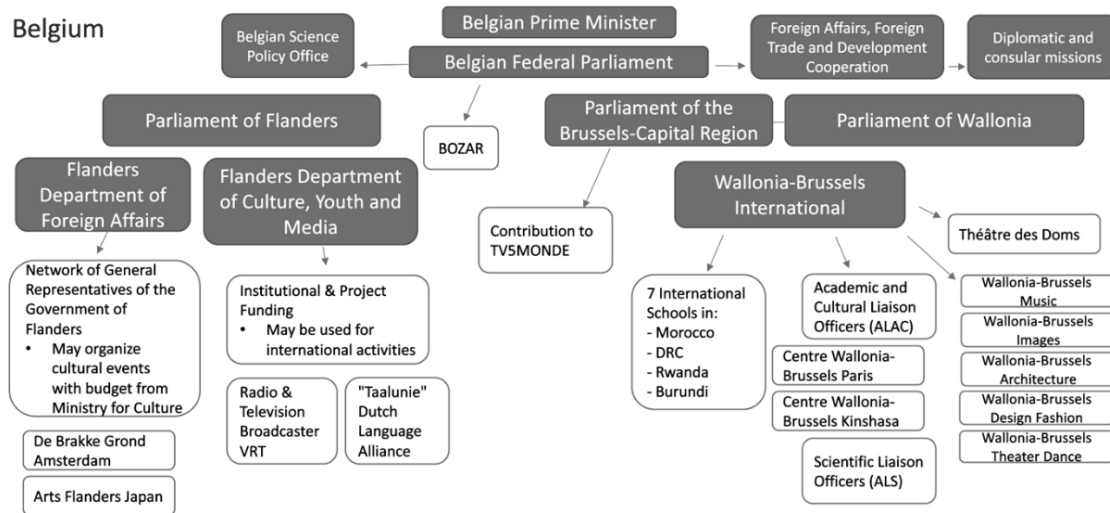 Belgium
Belgian Science
Policy Office
Belgian Prime Minister
Belgian Federal Parliament
Foreign Affairs, Foreign
Trade and Development
Cooperation
Diplomatic and
consular missions
Parliament of Flanders
BOZAR
Parliament of the
Brussels-Capital Region
Parliament of Wallonia
Flanders
Department of
Foreign Affairs
Flanders Department
of Culture, Youth and
Media
Contribution to
TV5MONDE
Wallonia-Brussels
International
Théâtre des Doms
Network of General
Representatives of the
Government of
Flanders
• May organize
cultural events
with budget from
Ministry for Culture
De Brakke Grond
Amsterdam
Arts Flanders Japan
Institutional & Project
Funding
• May be used for
international activities
Radio &
Television
Broadcaster
VRT
"Taalunie"
Dutch
Language
Alliance
7 International
Schools in:
- Morocco
- DRC
- Rwanda
- Burundi
Academic and
Cultural Liaison
Officers (ALAC)
Centre Wallonia-
Brussels Paris
Centre Wallonia-
Brussels Kinshasa
Scientific Liaison
Officers (ALS)
Wallonia-Brussels
Music
Wallonia-Brussels
Images
Wallonia-Brussels
Architecture
Wallonia-Brussels
Design Fashion
Wallonia-Brussels
Theater Dance